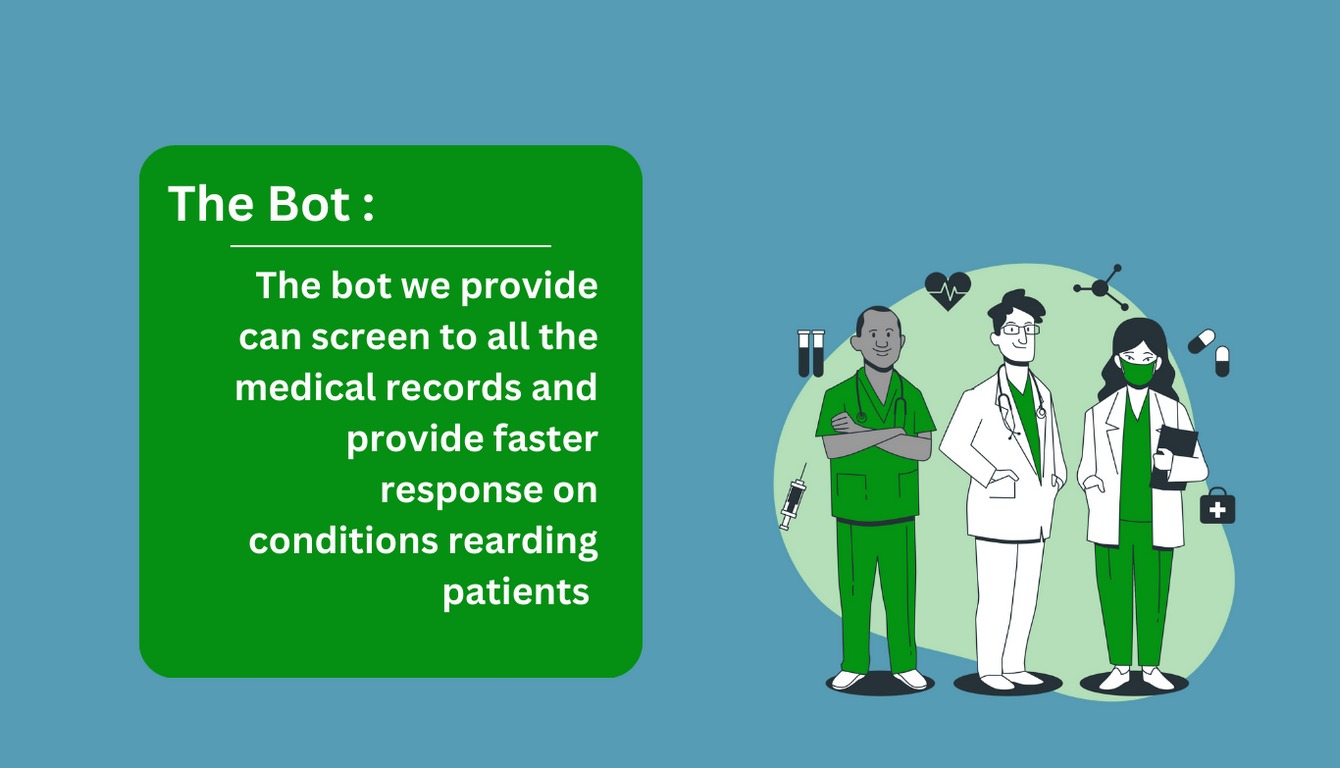 The Bot :
The bot we provide
can screen to all the
medical records and
provide faster
response on
conditions rearding
patients